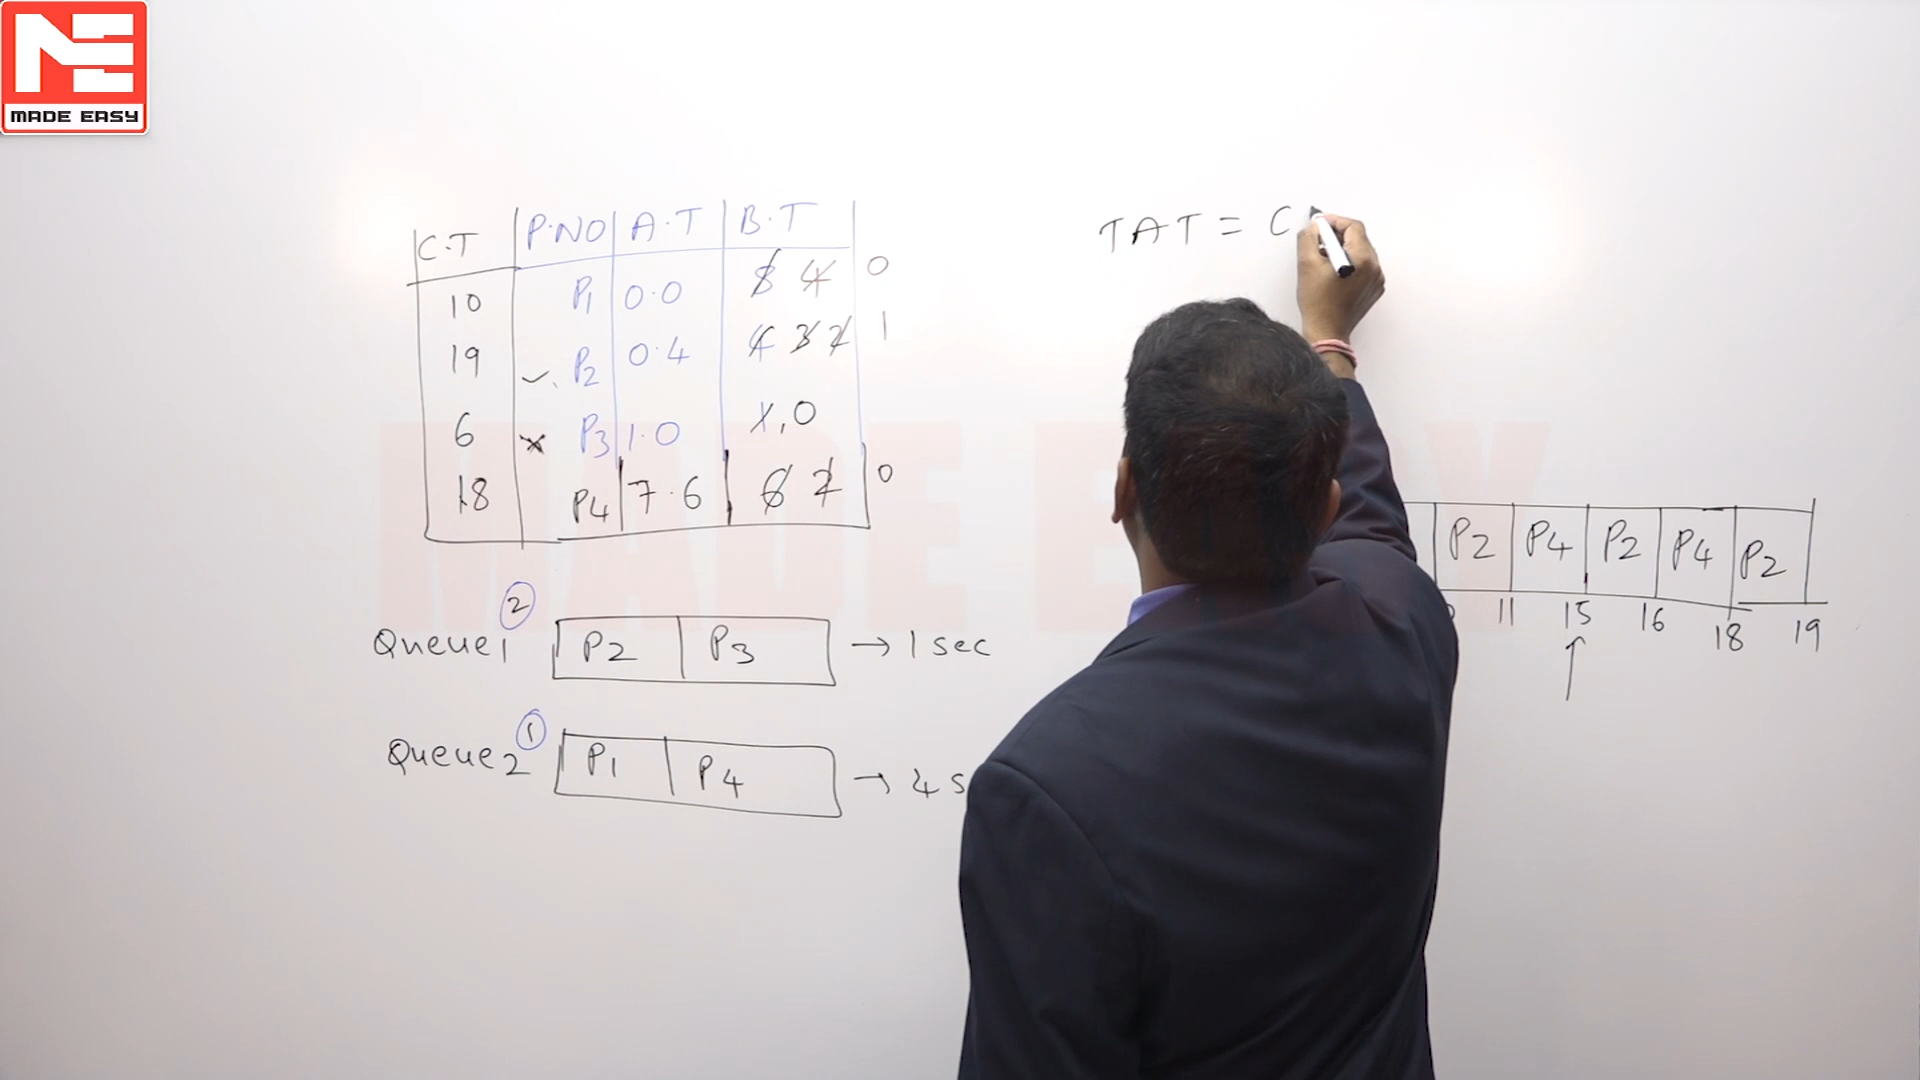 MADE EASY
TAT = C
C.T P.NO A.T B.T
10 P1 0.0 8 4 0
19 P2 0.4 4 3 2 1
6 P3 1.0 1, 0
18 P4 7.6 6 2 0
MADE EASY
P2 P4 P2 P4 P2
11 15 16 18 19
2
Queue1 P2 P3 → 1 sec
1
Queue2 P1 P4 → 4 s